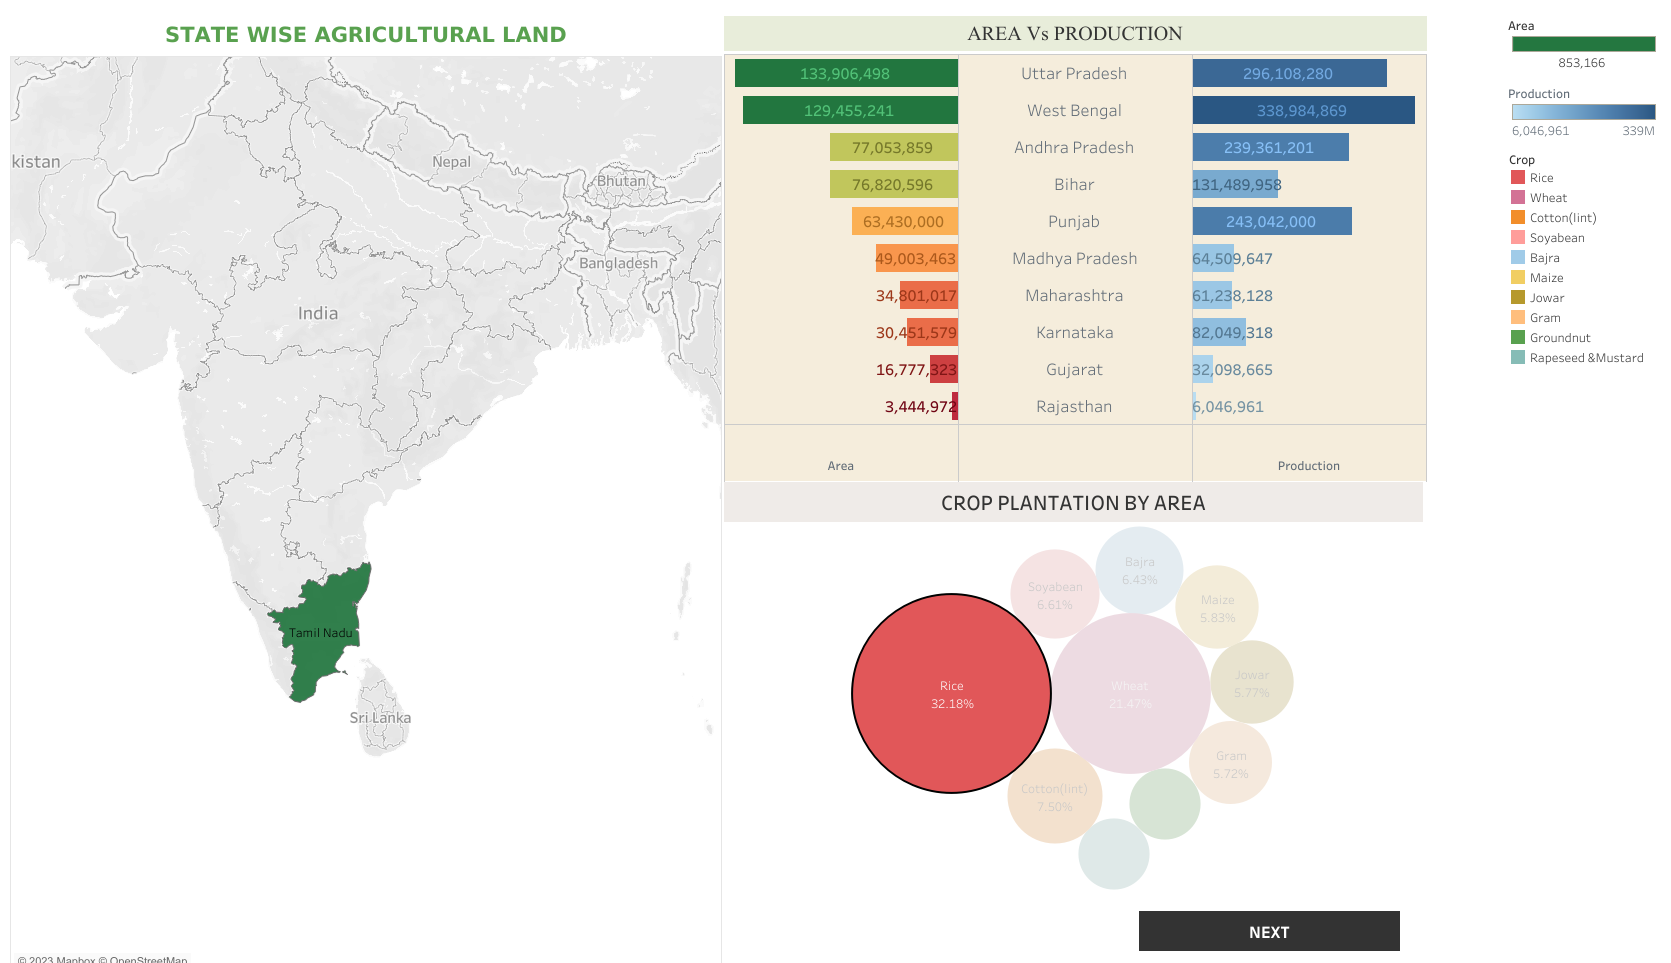 STATE WISE AGRICULTURAL LAND
kistan
Nepal
Bhutan
Bangladesh
India
Tamil Nadu
Sri Lanka
© 2023 Mapbox © OpenStreetMap
AREA Vs PRODUCTION
133,906,498 Uttar Pradesh 296,108,280
129,455,241 West Bengal 338,984,869
77,053,859 Andhra Pradesh 239,361,201
76,820,596 Bihar 131,489,958
63,430,000 Punjab 243,042,000
49,003,463 Madhya Pradesh 64,509,647
34,801,017 Maharashtra 61,238,128
30,451,579 Karnataka 82,049,318
16,777,323 Gujarat 32,098,665
3,444,972 Rajasthan 6,046,961
Area Production
CROP PLANTATION BY AREA
Bajra
6.43%
Soyabean
6.61%
Maize
5.83%
Rice
32.18%
Wheat
21.47%
Jowar
5.77%
Gram
5.72%
Cotton(lint)
7.50%
NEXT
Area
853,166
Production
6,046,961 339M
Crop
Rice
Wheat
Cotton(lint)
Soyabean
Bajra
Maize
Jowar
Gram
Groundnut
Rapeseed &Mustard